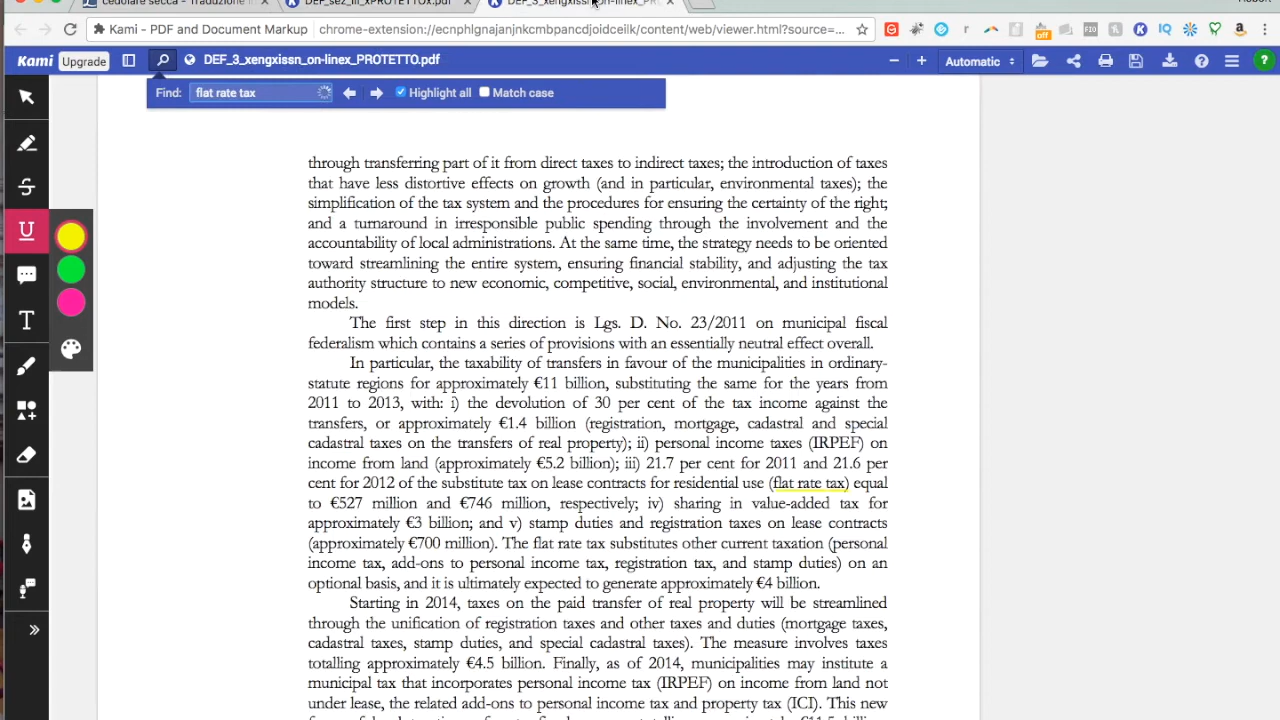 cedolare secca - Traduzione i
DEF_sez_iii_xPROTETTOx.pdf
DEF_3_xengxissn_on-linex_PR
Kami - PDF and Document Markup
chrome-extension://ecnphlgnajanjnkcmbpancdjoidceilk/content/web/viewer.html?source=...
Kami
Upgrade
DEF_3_xengxissn_on-linex_PROTETTO.pdf
Automatic
Find:
flat rate tax
Highlight all
Match case
through transferring part of it from direct taxes to indirect taxes; the introduction of taxes
that have less distortive effects on growth (and in particular, environmental taxes); the
simplification of the tax system and the procedures for ensuring the certainty of the right;
and a turnaround in irresponsible public spending through the involvement and the
accountability of local administrations. At the same time, the strategy needs to be oriented
toward streamlining the entire system, ensuring financial stability, and adjusting the tax
authority structure to new economic, competitive, social, environmental, and institutional
models.
The first step in this direction is Lgs. D. No. 23/2011 on municipal fiscal
federalism which contains a series of provisions with an essentially neutral effect overall.
In particular, the taxability of transfers in favour of the municipalities in ordinary-
statute regions for approximately €11 billion, substituting the same for the years from
2011 to 2013, with: i) the devolution of 30 per cent of the tax income against the
transfers, or approximately €1.4 billion (registration, mortgage, cadastral and special
cadastral taxes on the transfers of real property); ii) personal income taxes (IRPEF) on
income from land (approximately €5.2 billion); iii) 21.7 per cent for 2011 and 21.6 per
cent for 2012 of the substitute tax on lease contracts for residential use (flat rate tax) equal
to €527 million and €746 million, respectively; iv) sharing in value-added tax for
approximately €3 billion; and v) stamp duties and registration taxes on lease contracts
(approximately €700 million). The flat rate tax substitutes other current taxation (personal
income tax, add-ons to personal income tax, registration tax, and stamp duties) on an
optional basis, and it is ultimately expected to generate approximately €4 billion.
Starting in 2014, taxes on the paid transfer of real property will be streamlined
through the unification of registration taxes and other taxes and duties (mortgage taxes,
cadastral taxes, stamp duties, and special cadastral taxes). The measure involves taxes
totalling approximately €4.5 billion. Finally, as of 2014, municipalities may institute a
municipal tax that incorporates personal income tax (IRPEF) on income from land not
under lease, the related add-ons to personal income tax and property tax (ICI). This new